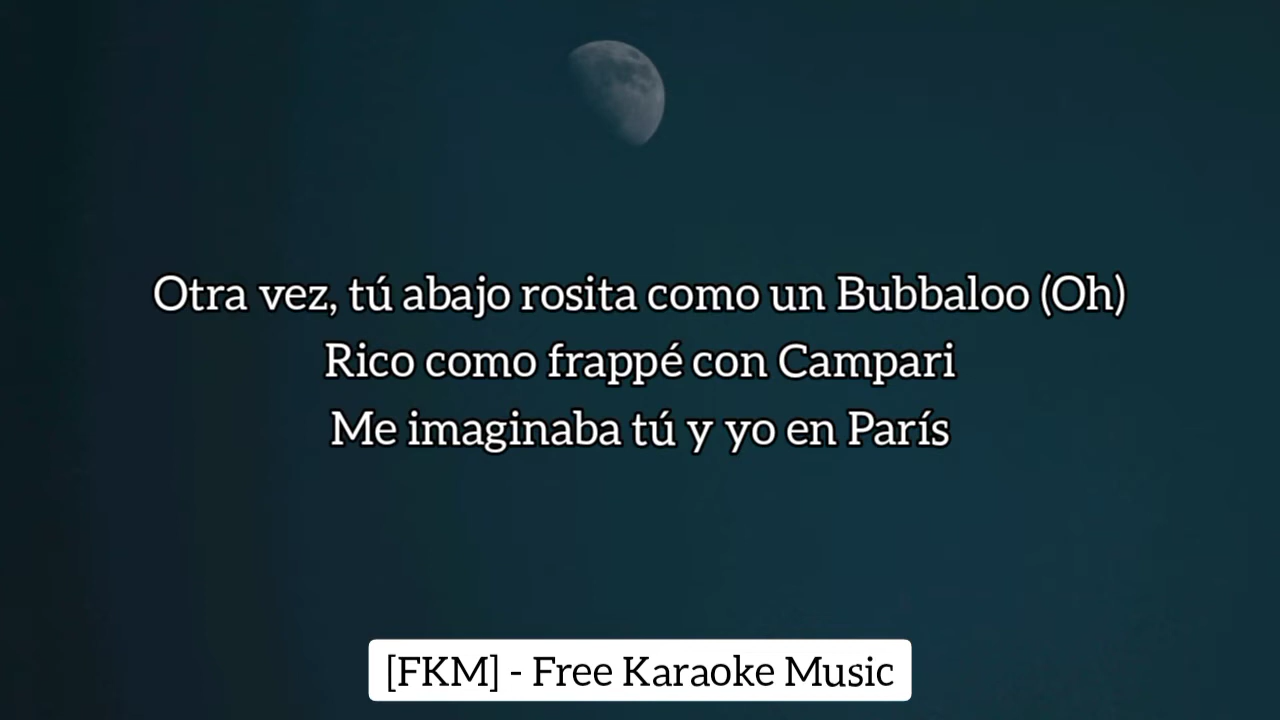 Otra vez, tú abajo rosita como un Bubbaloo (Oh)
Rico como frappé con Campari
Me imaginaba tú y yo en París
[FKM] - Free Karaoke Music